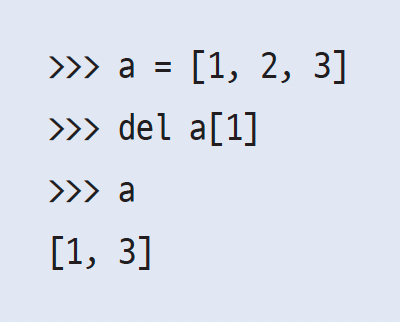 >>> a = [1, 2, 3]
>>> del a[1]
>>> a
[1, 3]